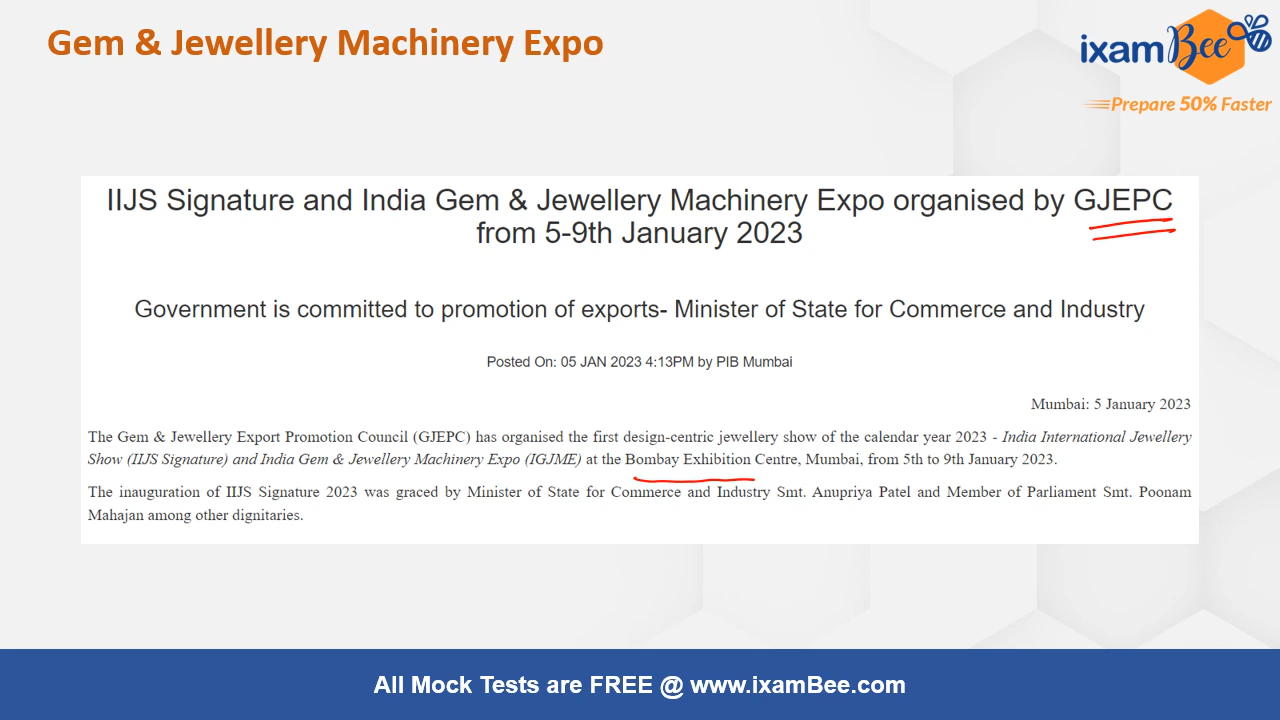 Gem & Jewellery Machinery Expo
ixamBee
Prepare 50% Faster
IIJS Signature and India Gem & Jewellery Machinery Expo organised by GJEPC
from 5-9th January 2023
Government is committed to promotion of exports- Minister of State for Commerce and Industry
Posted On: 05 JAN 2023 4:13PM by PIB Mumbai
Mumbai: 5 January 2023
The Gem & Jewellery Export Promotion Council (GJEPC) has organised the first design-centric jewellery show of the calendar year 2023 - India International Jewellery
Show (IIJS Signature) and India Gem & Jewellery Machinery Expo (IGJME) at the Bombay Exhibition Centre, Mumbai, from 5th to 9th January 2023.
The inauguration of IIJS Signature 2023 was graced by Minister of State for Commerce and Industry Smt. Anupriya Patel and Member of Parliament Smt. Poonam
Mahajan among other dignitaries.
All Mock Tests are FREE @ www.ixamBee.com